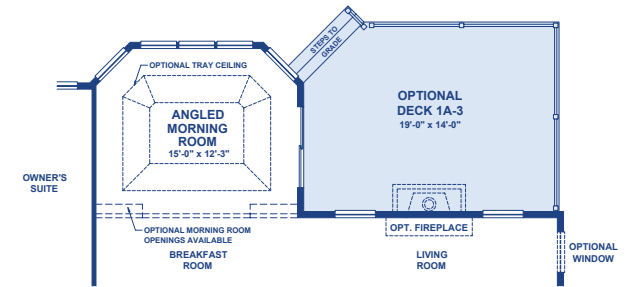 STEPS TO
GRADE
OPTIONAL TRAY CEILING
ANGLED
MORNING
ROOM
15'-0" x 12'-3"
OPTIONAL
DECK 1A-3
19'-0" x 14'-0"
OWNER'S
SUITE
OPTIONAL MORNING ROOM
OPENINGS AVAILABLE
BREAKFAST
ROOM
OPT. FIREPLACE
LIVING
ROOM
OPTIONAL
WINDOW